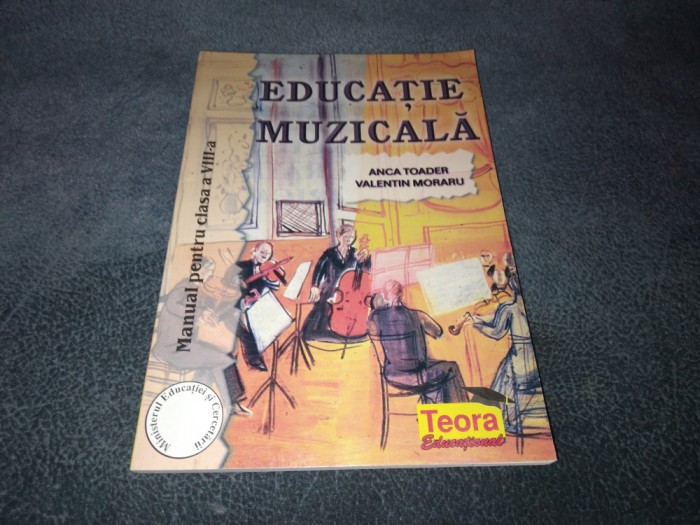 EDUCAȚIE
MUZICALĂ
ANCA TOADER
VALENTIN MORARU
Manual pentru clasa a VIII-a
Ministerul Educației și Cercetării
Teora
Educațional